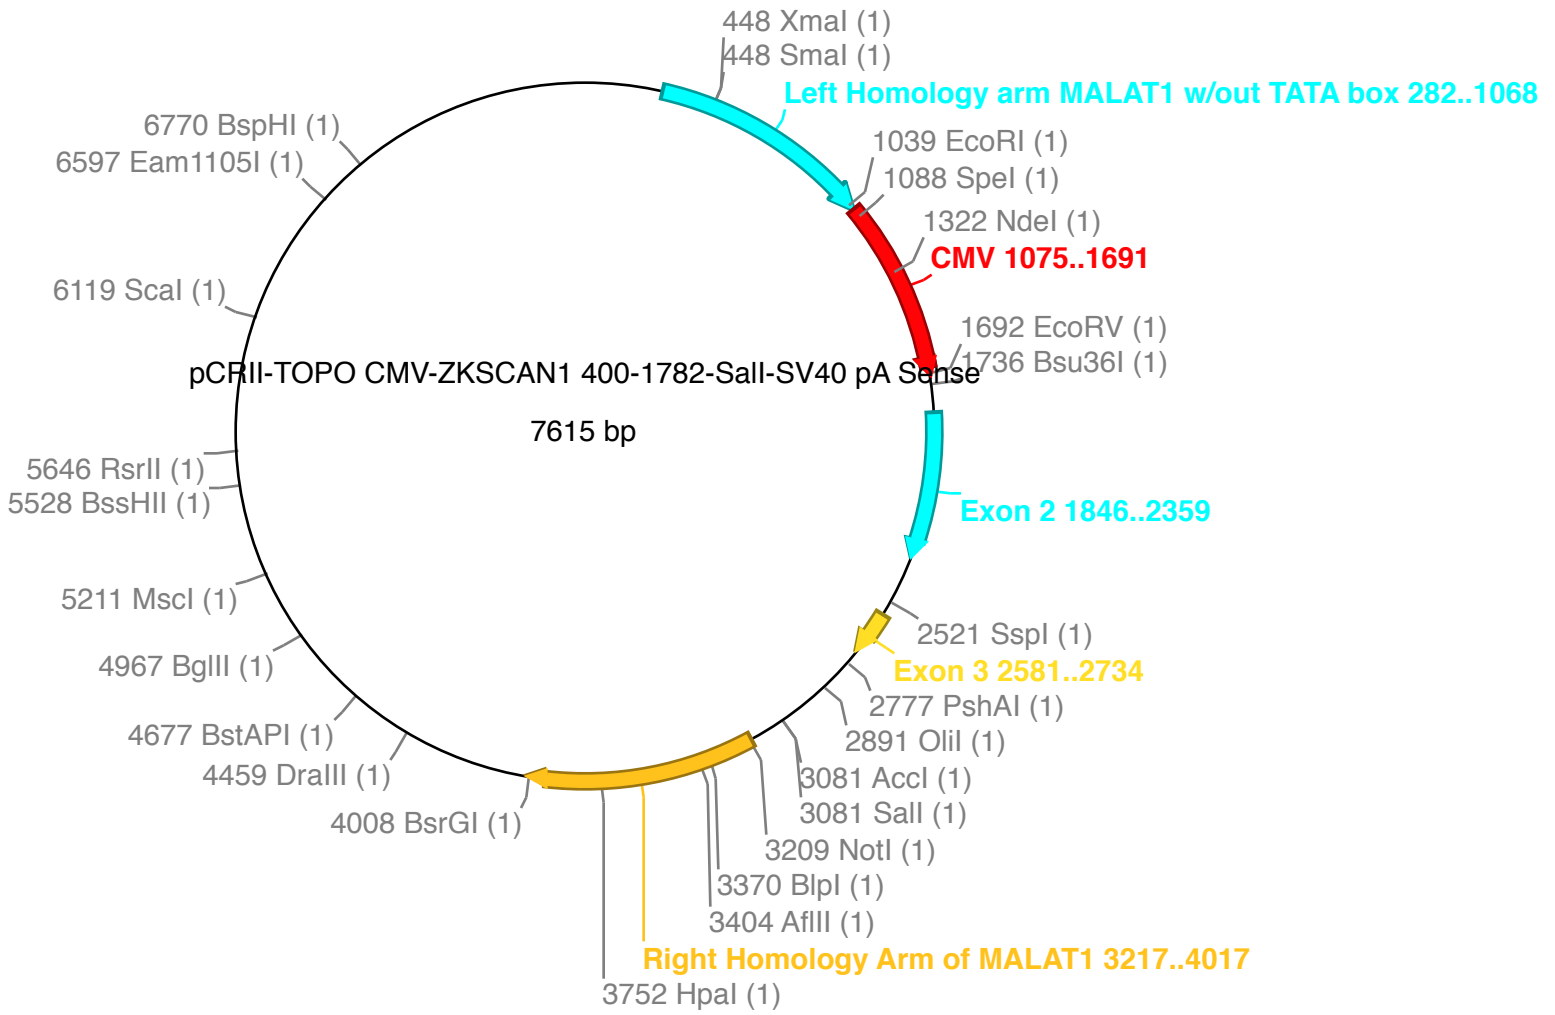 448 XmaI (1)
448 SmaI (1)
Left Homology arm MALAT1 w/out TATA box 282..1068
6770 BspHI (1)
1039 EcoRI (1)
6597 Eam1105I (1)
1088 SpeI (1)
1322 NdeI (1)
CMV 1075..1691
6119 ScaI (1)
1692 EcoRV (1)
1736 Bsu36I (1)
pCRII-TOPO CMV-ZKSCAN1 400-1782-SalI-SV40 pA Sense
7615 bp
5646 RsrII (1)
5528 BssHII (1)
Exon 2 1846..2359
5211 MscI (1)
2521 SspI (1)
4967 BglII (1)
Exon 3 2581..2734
2777 PshAI (1)
4677 BstAPI (1)
2891 OliI (1)
4459 DraIII (1)
3081 AccI (1)
3081 SalI (1)
4008 BsrGI (1)
3209 NotI (1)
3370 BlpI (1)
3404 AflII (1)
Right Homology Arm of MALAT1 3217..4017
3752 HpaI (1)